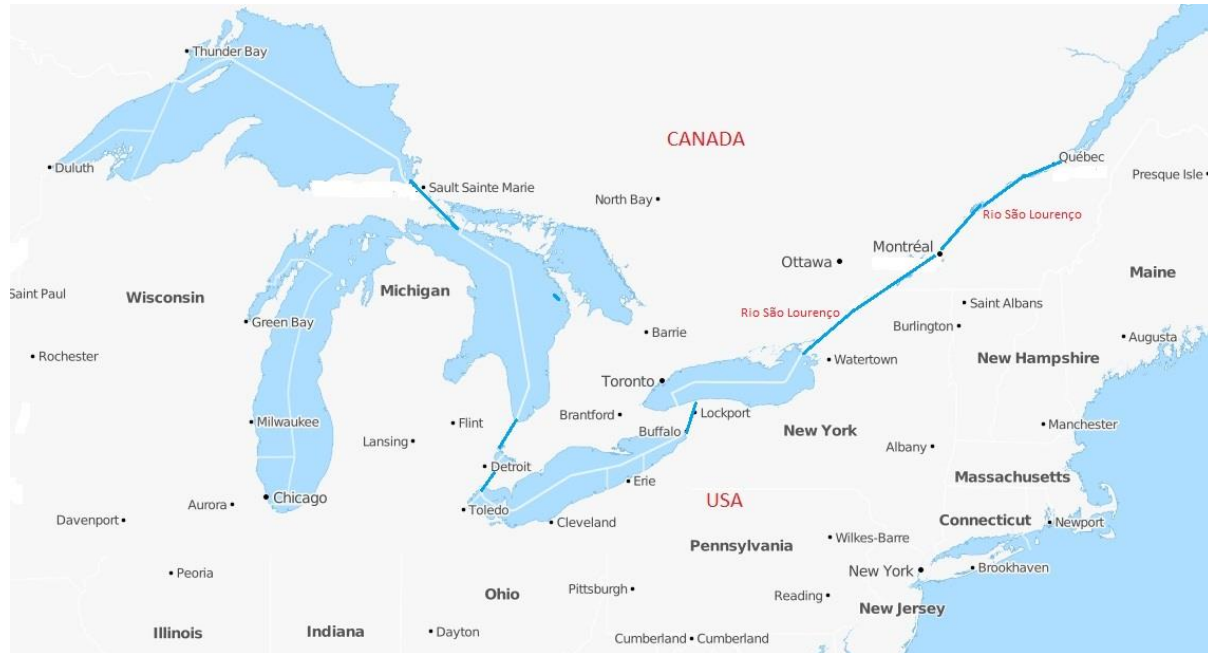 Thunder Bay
CANADA
Québec
Duluth
Presque Isle
Sault Sainte Marie
North Bay
Rio São Lourenço
Montréal
Ottawa
Maine
Saint Paul
Wisconsin
Michigan
Saint Albans
Rio São Lourenço
Green Bay
Burlington
Barrie
Augusta
Rochester
Watertown
New Hampshire
Toronto
Milwaukee
Flint
Brantford
Lockport
Manchester
Lansing
Buffalo
New York
Albany
Detroit
Erie
Massachusetts
Chicago
USA
Aurora
Toledo
Davenport
Cleveland
Connecticut
Newport
Pennsylvania
Wilkes-Barre
Peoria
New York
Brookhaven
Ohio
Pittsburgh
Reading
New Jersey
Illinois
Indiana
Dayton
Cumberland
Cumberland